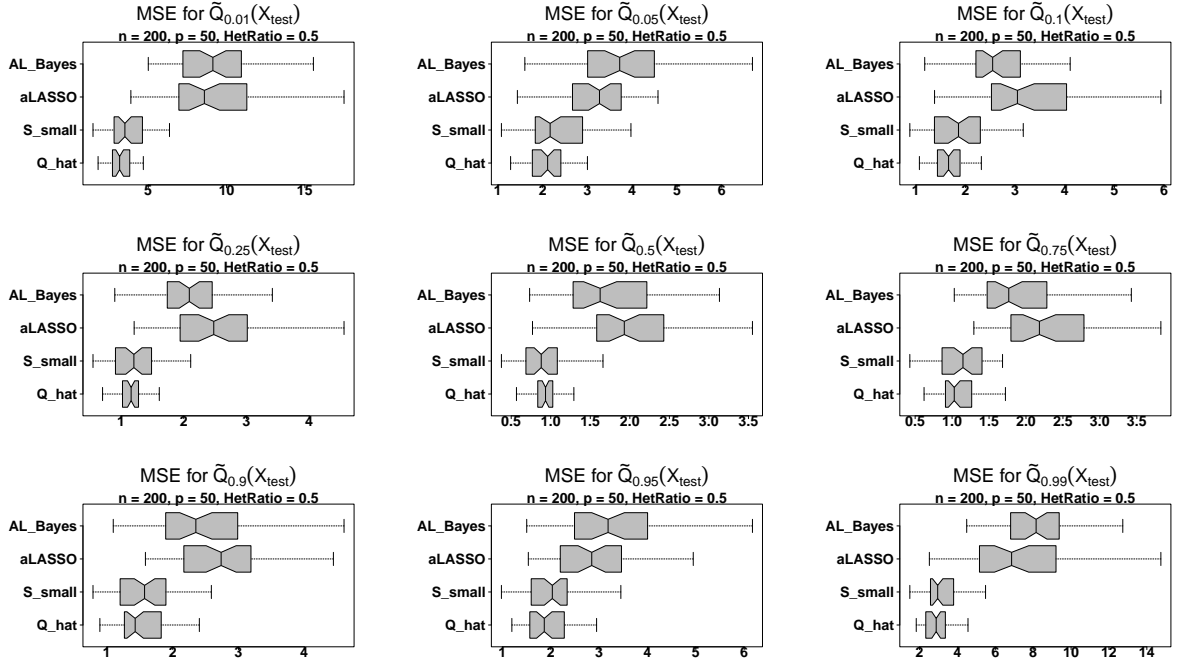 MSE for Q̃0.01(Xtest)
n = 200, p = 50, HetRatio = 0.5
AL_Bayes
aLASSO
S_small
Q_hat
5 10 15
MSE for Q̃0.05(Xtest)
n = 200, p = 50, HetRatio = 0.5
AL_Bayes
aLASSO
S_small
Q_hat
1 2 3 4 5 6
MSE for Q̃0.1(Xtest)
n = 200, p = 50, HetRatio = 0.5
AL_Bayes
aLASSO
S_small
Q_hat
1 2 3 4 5 6
MSE for Q̃0.25(Xtest)
n = 200, p = 50, HetRatio = 0.5
AL_Bayes
aLASSO
S_small
Q_hat
1 2 3 4
MSE for Q̃0.5(Xtest)
n = 200, p = 50, HetRatio = 0.5
AL_Bayes
aLASSO
S_small
Q_hat
0.5 1.0 1.5 2.0 2.5 3.0 3.5
MSE for Q̃0.75(Xtest)
n = 200, p = 50, HetRatio = 0.5
AL_Bayes
aLASSO
S_small
Q_hat
0.5 1.0 1.5 2.0 2.5 3.0 3.5
MSE for Q̃0.9(Xtest)
n = 200, p = 50, HetRatio = 0.5
AL_Bayes
aLASSO
S_small
Q_hat
1 2 3 4
MSE for Q̃0.95(Xtest)
n = 200, p = 50, HetRatio = 0.5
AL_Bayes
aLASSO
S_small
Q_hat
1 2 3 4 5 6
MSE for Q̃0.99(Xtest)
n = 200, p = 50, HetRatio = 0.5
AL_Bayes
aLASSO
S_small
Q_hat
2 4 6 8 10 12 14